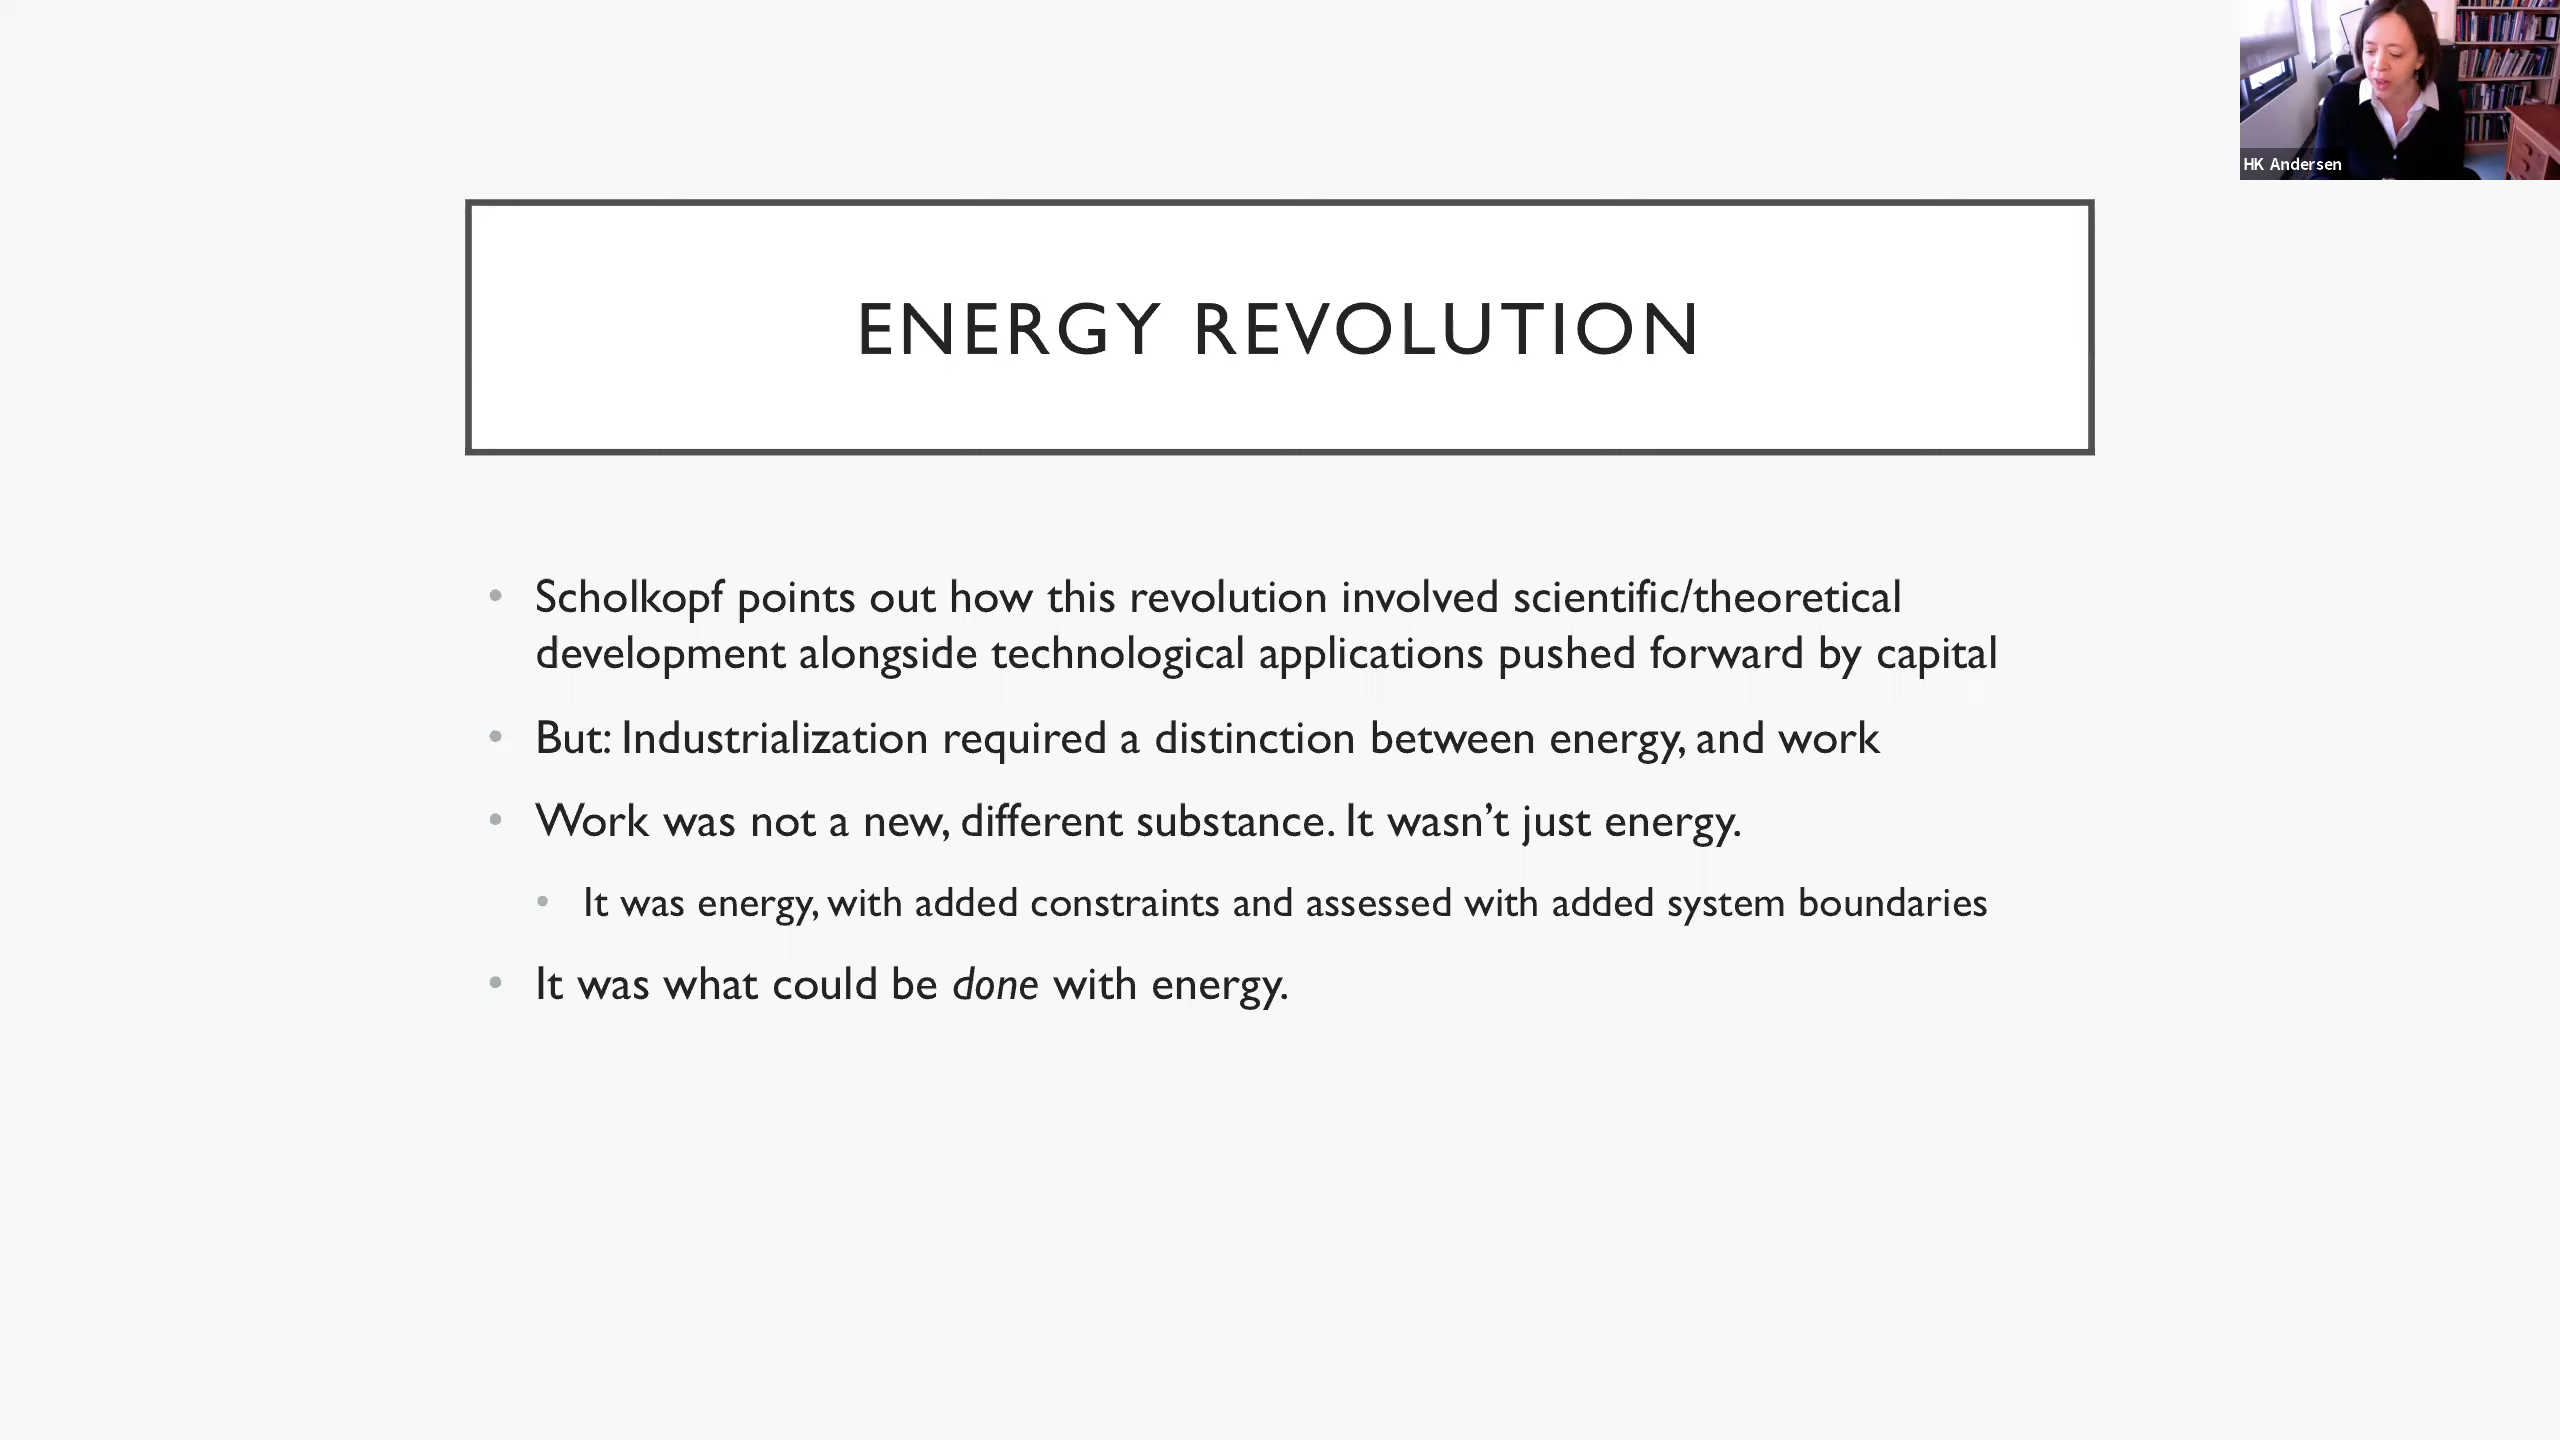 HK Andersen
ENERGY REVOLUTION
• Scholkopf points out how this revolution involved scientific/theoretical
development alongside technological applications pushed forward by capital
• But: Industrialization required a distinction between energy, and work
• Work was not a new, different substance. It wasn’t just energy.
• It was energy, with added constraints and assessed with added system boundaries
• It was what could be done with energy.